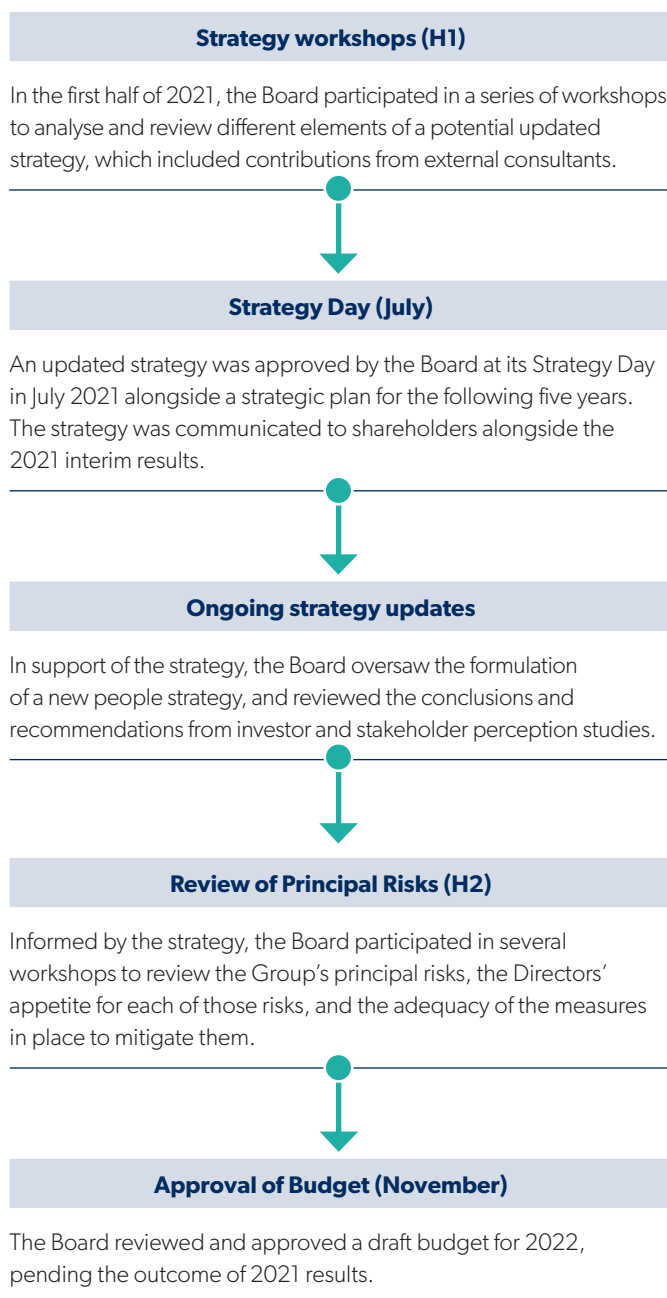 Strategy workshops (H1)
In the first half of 2021, the Board participated in a series of workshops
to analyse and review different elements of a potential updated
strategy, which included contributions from external consultants.
Strategy Day (July)
An updated strategy was approved by the Board at its Strategy Day
in July 2021 alongside a strategic plan for the following five years.
The strategy was communicated to shareholders alongside the
2021 interim results.
Ongoing strategy updates
In support of the strategy, the Board oversaw the formulation
of a new people strategy, and reviewed the conclusions and
recommendations from investor and stakeholder perception studies.
Review of Principal Risks (H2)
Informed by the strategy, the Board participated in several
workshops to review the Group’s principal risks, the Directors’
appetite for each of those risks, and the adequacy of the measures
in place to mitigate them.
Approval of Budget (November)
The Board reviewed and approved a draft budget for 2022,
pending the outcome of 2021 results.